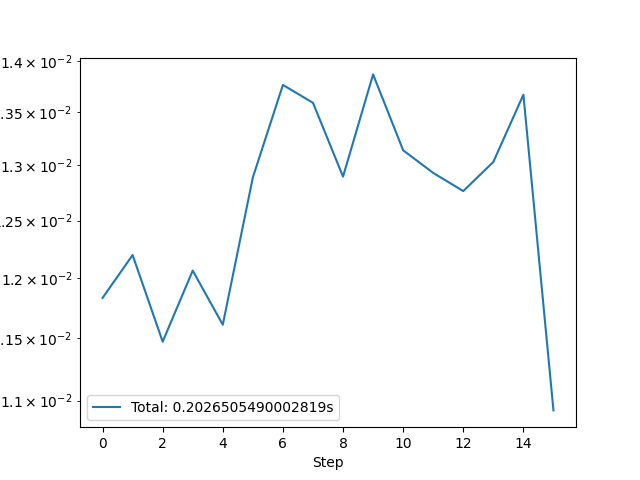 1.4 × 10⁻²
.35 × 10⁻²
1.3 × 10⁻²
.25 × 10⁻²
1.2 × 10⁻²
.15 × 10⁻²
1.1 × 10⁻²
Total: 0.2026505490002819s
0 2 4 6 8 10 12 14
Step